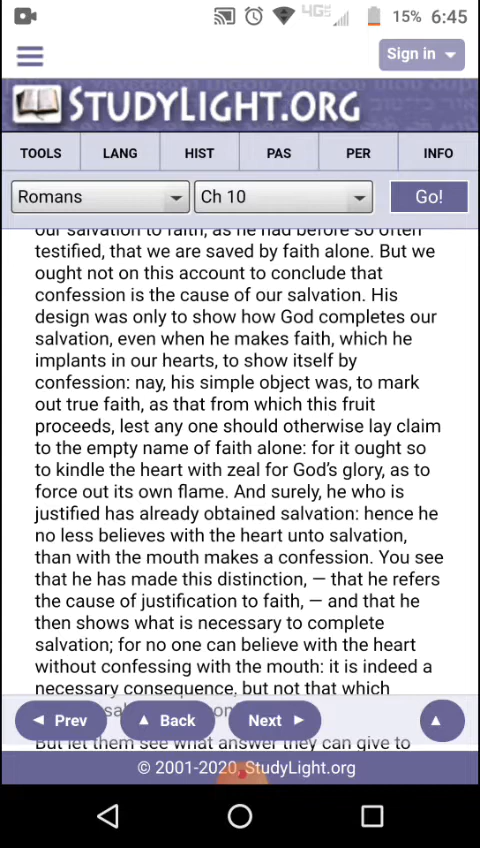 4G
15% 6:45
Sign in
STUDYLIGHT.ORG
TOOLS LANG HIST PAS PER INFO
Romans Ch 10 Go!
our salvation to faith, as he had before so often
testified, that we are saved by faith alone. But we
ought not on this account to conclude that
confession is the cause of our salvation. His
design was only to show how God completes our
salvation, even when he makes faith, which he
implants in our hearts, to show itself by
confession: nay, his simple object was, to mark
out true faith, as that from which this fruit
proceeds, lest any one should otherwise lay claim
to the empty name of faith alone: for it ought so
to kindle the heart with zeal for God’s glory, as to
force out its own flame. And surely, he who is
justified has already obtained salvation: hence he
no less believes with the heart unto salvation,
than with the mouth makes a confession. You see
that he has made this distinction, — that he refers
the cause of justification to faith, — and that he
then shows what is necessary to complete
salvation; for no one can believe with the heart
without confessing with the mouth: it is indeed a
necessary consequence, but not that which
Prev Back Next
But let them see what answer they can give to
© 2001-2020, StudyLight.org